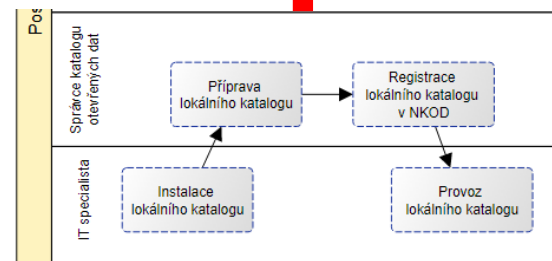 Pos
Správce katalogu
otevřených dat
Příprava
lokálního katalogu
Registrace
lokálního katalogu
v NKOD
IT specialista
Instalace
lokálního katalogu
Provoz
lokálního katalogu